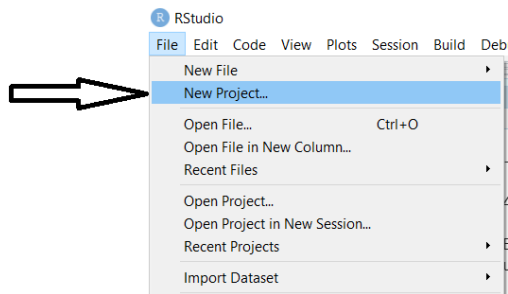 R RStudio
File Edit Code View Plots Session Build Deb
New File
New Project...
Open File... Ctrl+O
Open File in New Column...
Recent Files
Open Project...
Open Project in New Session...
Recent Projects
Import Dataset